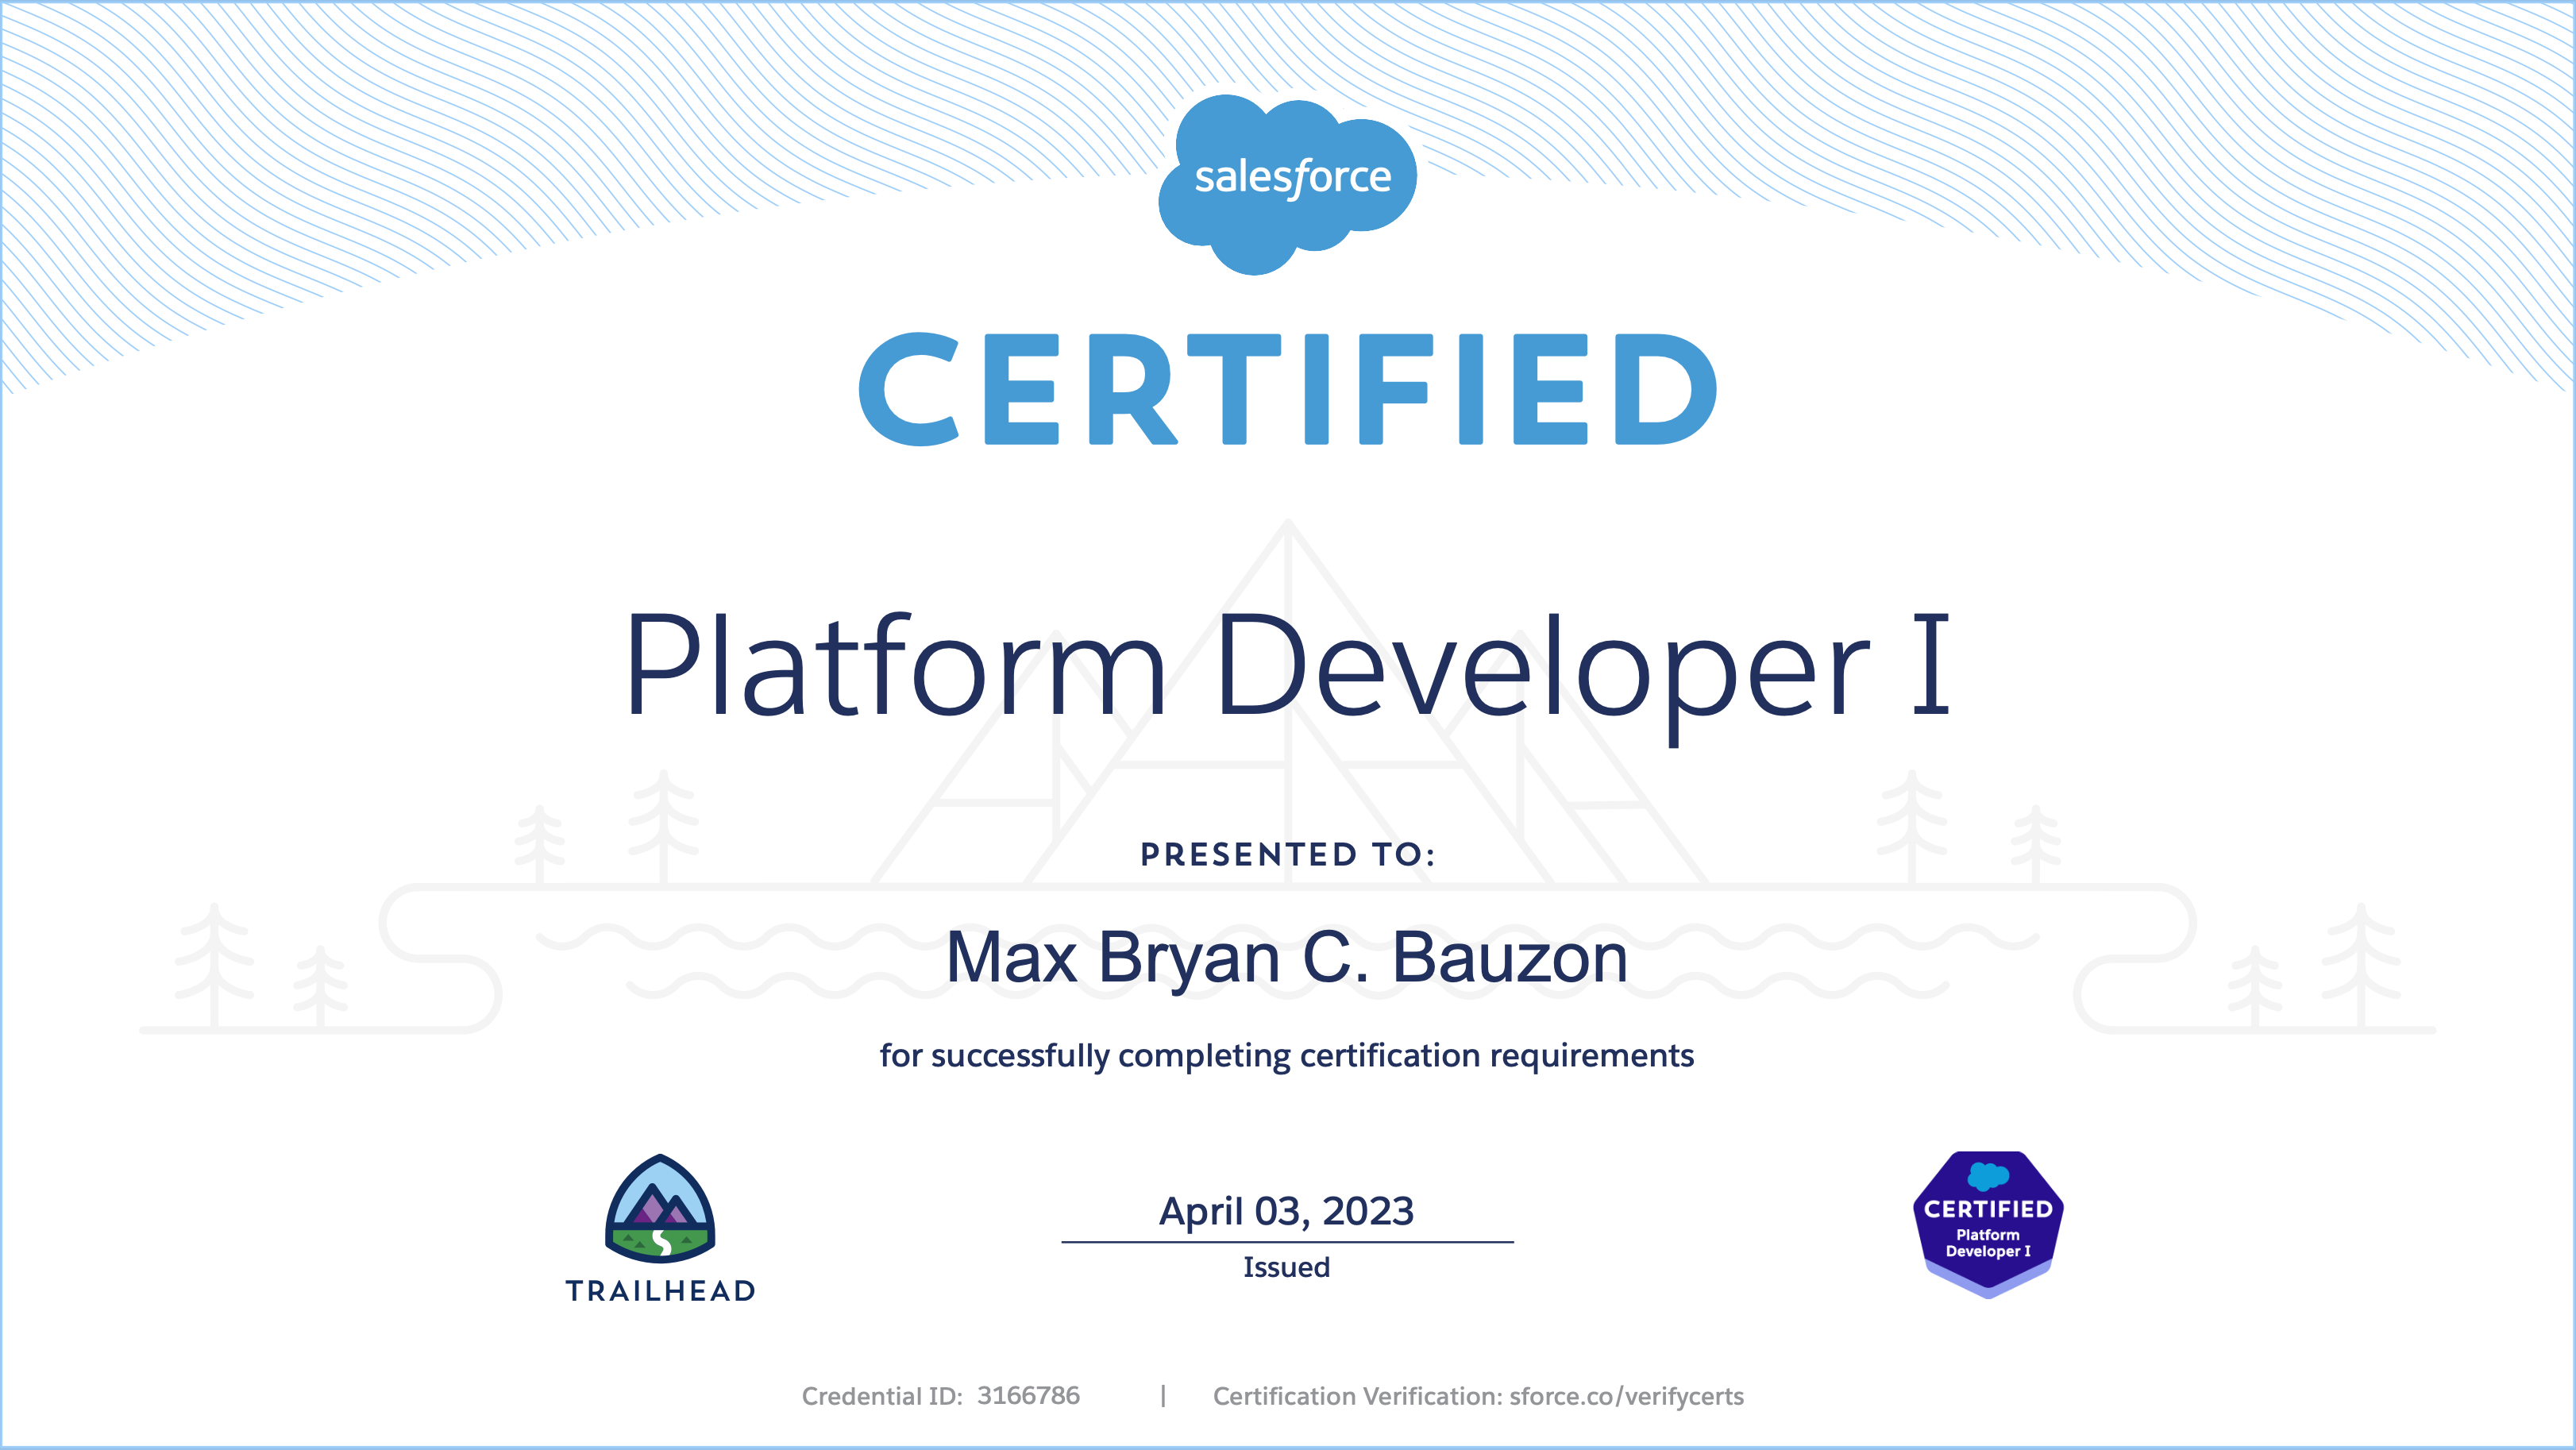 salesforce
CERTIFIED
Platform Developer I
PRESENTED TO:
Max Bryan C. Bauzon
for successfully completing certification requirements
TRAILHEAD
April 03, 2023
Issued
CERTIFIED
Platform
Developer I
Credential ID: 3166786 | Certification Verification: sforce.co/verifycerts